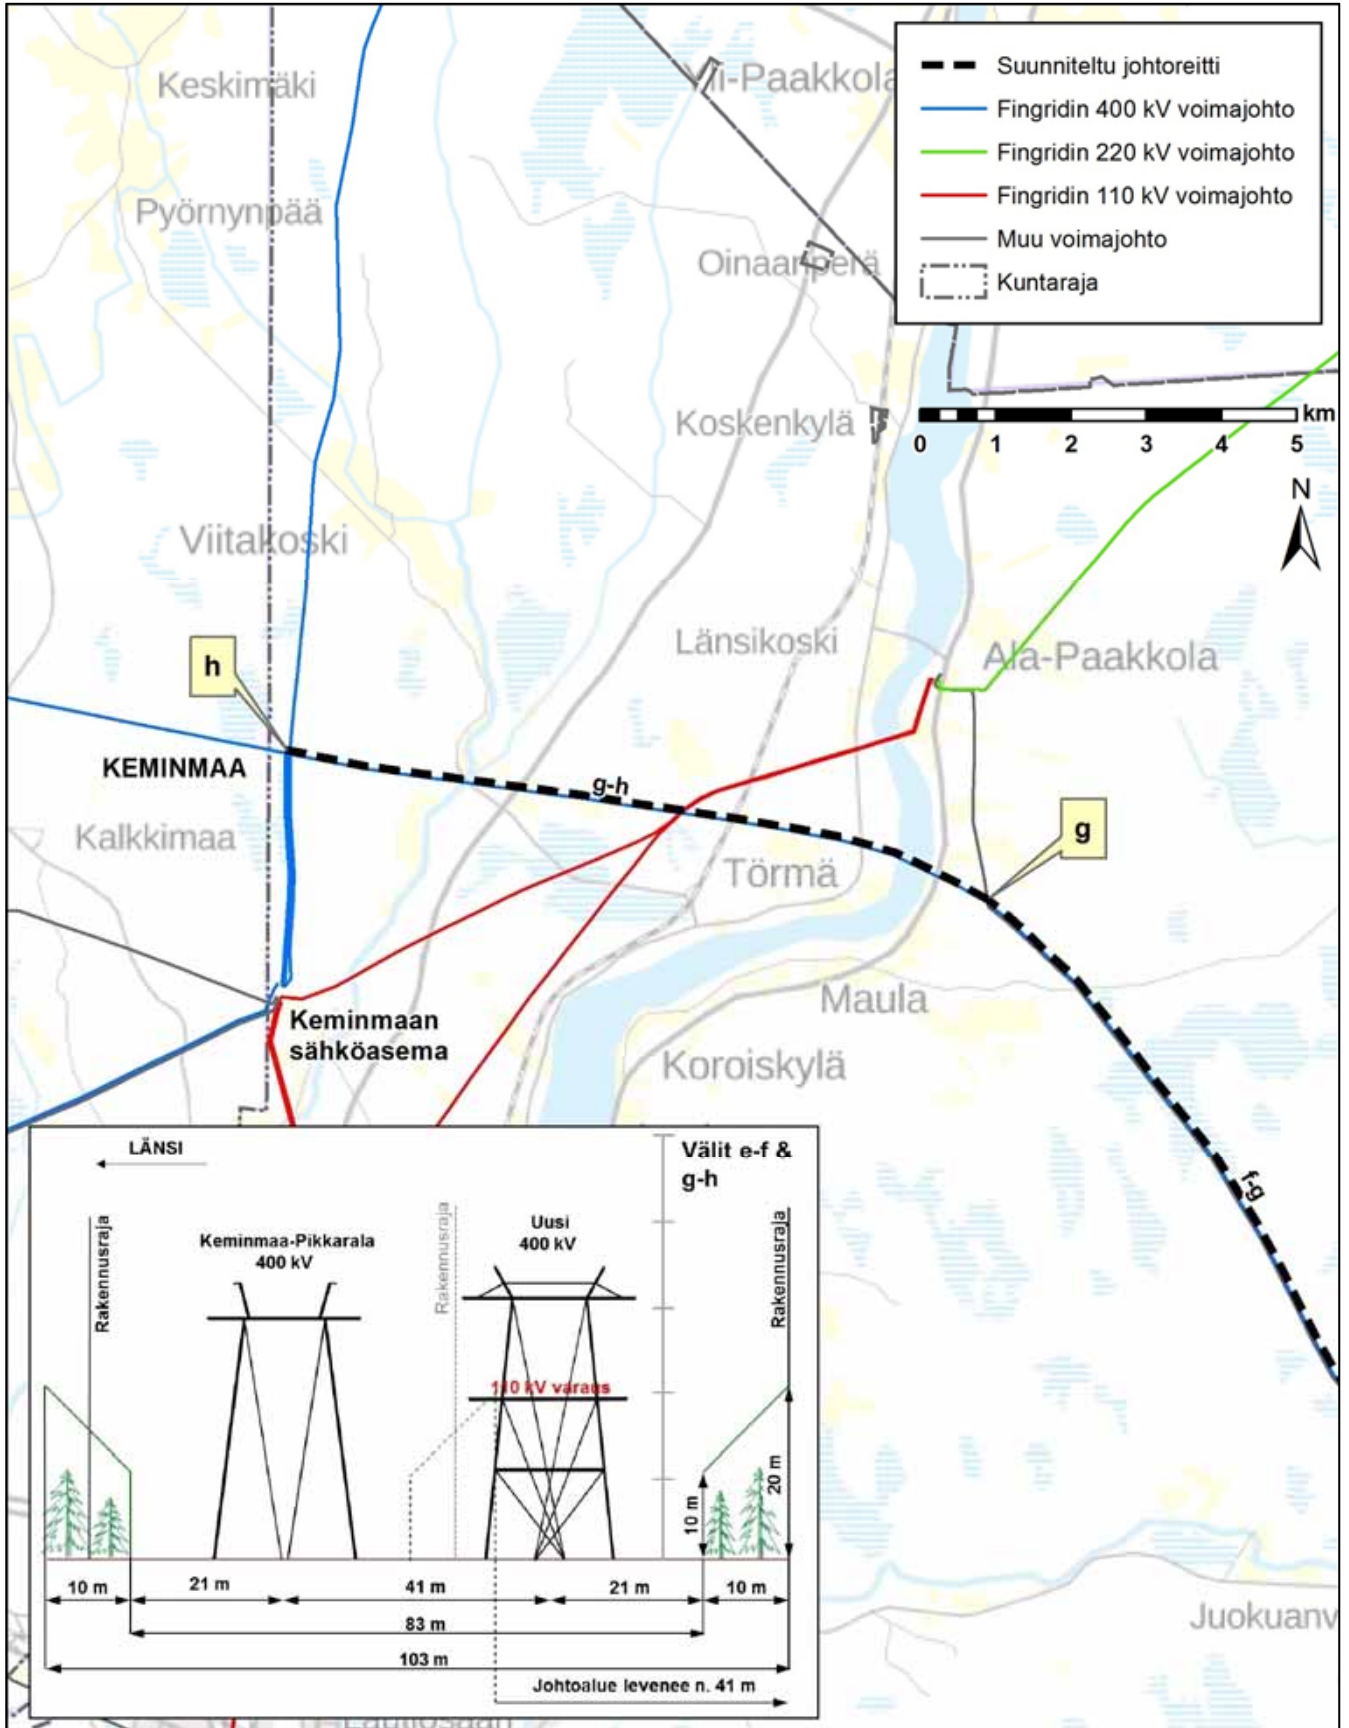 Keskimäki
Yli-Paakkola
Suunniteltu johtoreitti
Fingridin 400 kV voimajohto
Fingridin 220 kV voimajohto
Fingridin 110 kV voimajohto
Muu voimajohto
Kuntaraja
Pyörnynpää
Oinaanperä
Koskenkylä
km
0 1 2 3 4 5
N
Viitakoski
Länsikoski
Ala-Paakkola
h
KEMINMAA
g-h
g
Kalkkimaa
Törmä
Maula
Keminmaan
sähköasema
Koroiskylä
f-g
LÄNSI
Välit e-f &
g-h
Rakennusraja
Keminmaa-Pikkarala
400 kV
Rakennusraja
Uusi
400 kV
Rakennusraja
110 kV varaus
10 m
20 m
10 m
21 m
41 m
21 m
10 m
83 m
103 m
Johtoalue levenee n. 41 m
Juokuanv